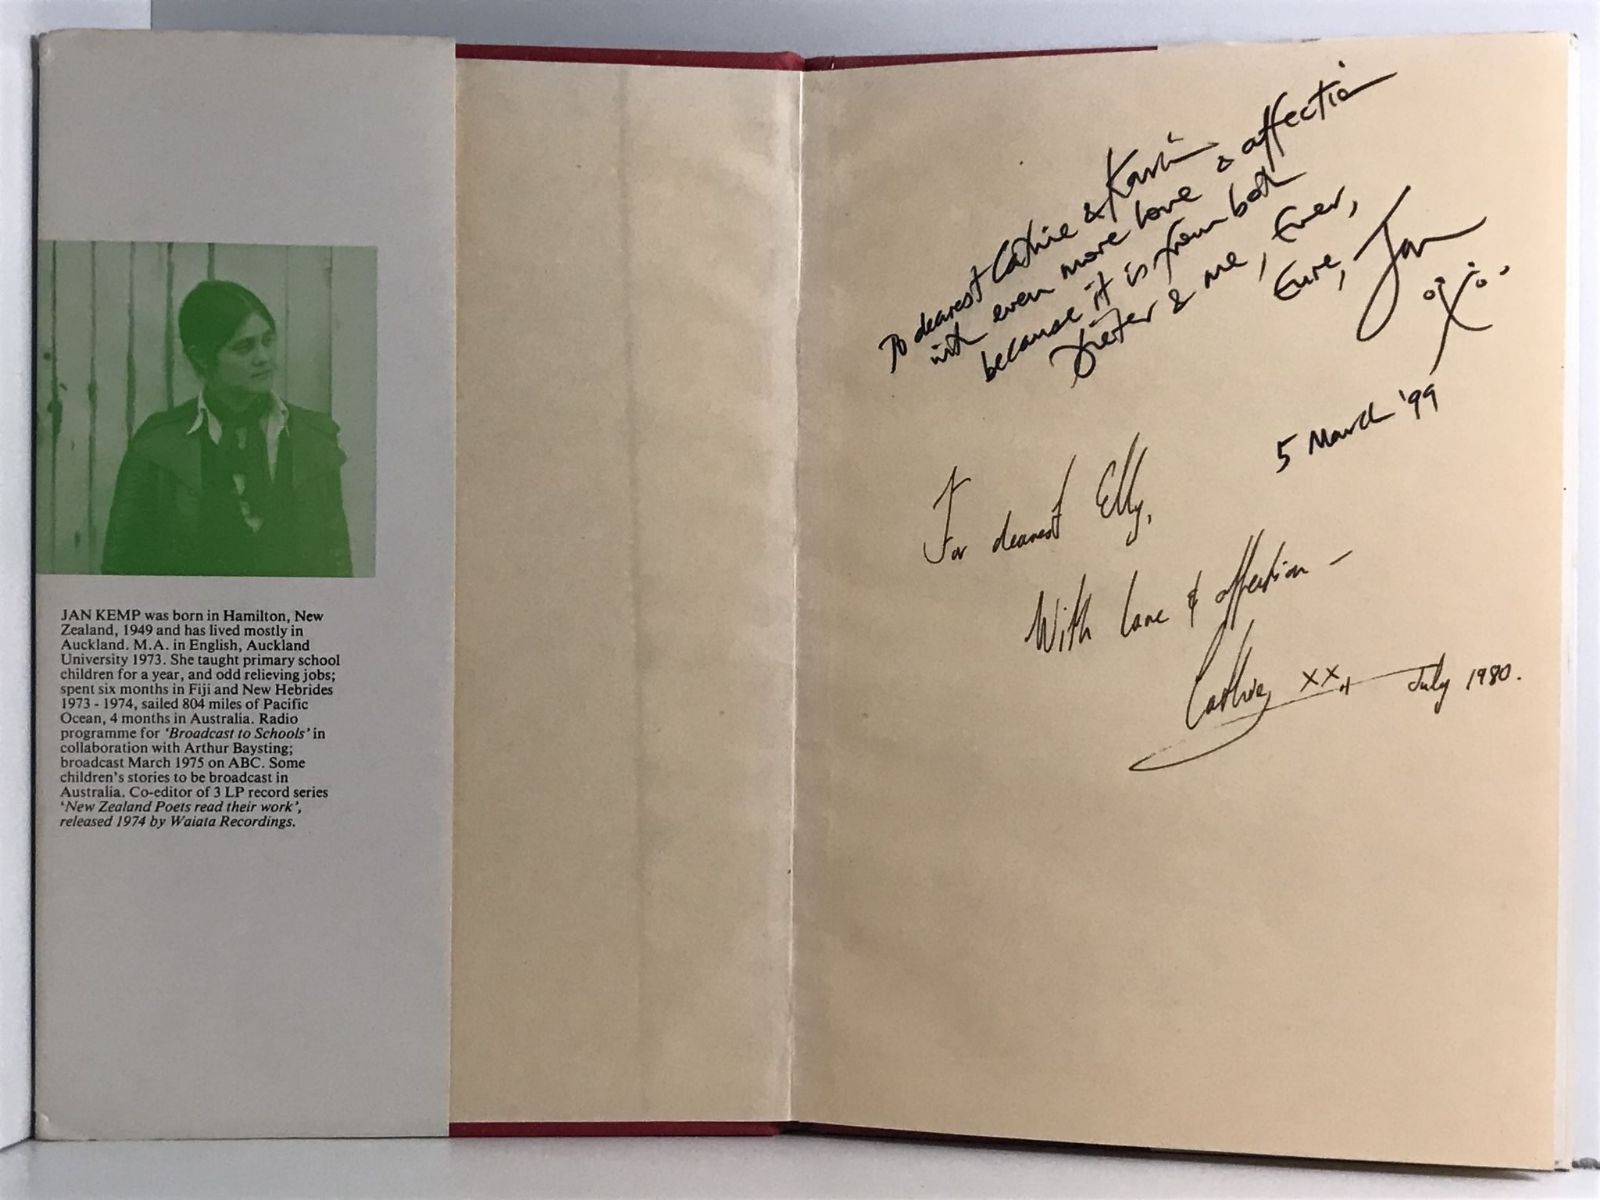 JAN KEMP was born in Hamilton, New
Zealand, 1949 and has lived mostly in
Auckland. M.A. in English, Auckland
University 1973. She taught primary school
children for a year, and odd relieving jobs;
spent six months in Fiji and New Hebrides
1973 - 1974, sailed 804 miles of Pacific
Ocean, 4 months in Australia. Radio
programme for 'Broadcast to Schools' in
collaboration with Arthur Baysting;
broadcast March 1975 on ABC. Some
children's stories to be broadcast in
Australia. Co-editor of 3 LP record series
'New Zealand Poets read their work',
released 1974 by Waiata Recordings.
To dearest Cathie &
with even more love & affection
because it is from both
Dieter & me, Ever,
Eure, Jan
X
5 March '99
For dearest Elly,
With love & affection –
Cathie, xx, July 1980.